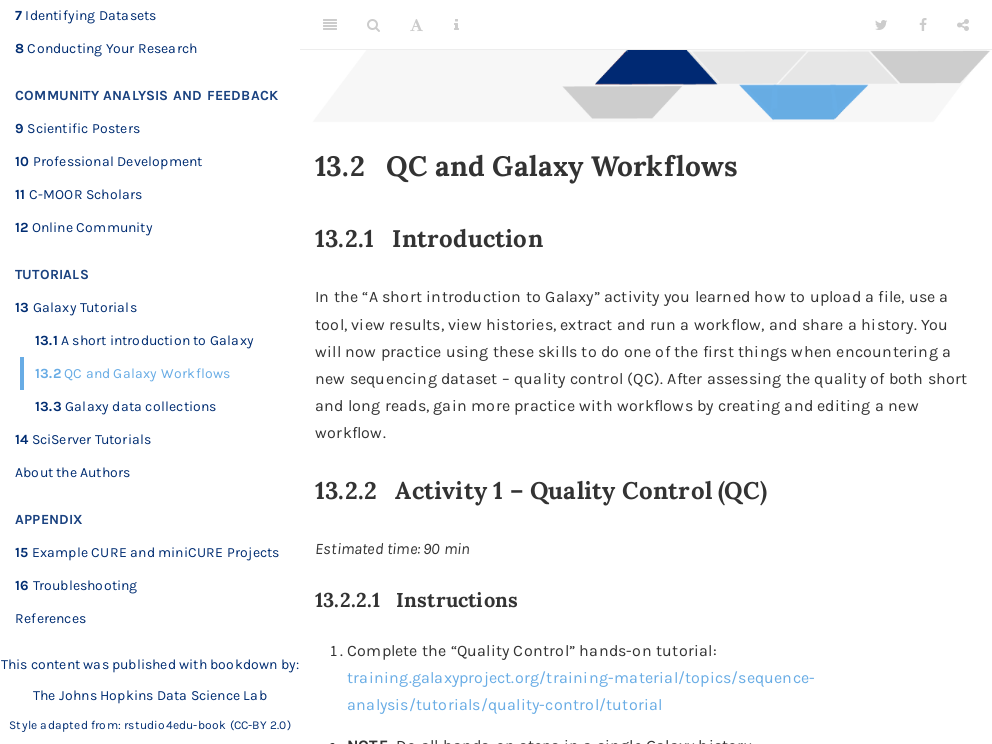 7 Identifying Datasets
8 Conducting Your Research
COMMUNITY ANALYSIS AND FEEDBACK
9 Scientific Posters
10 Professional Development
11 C-MOOR Scholars
12 Online Community
TUTORIALS
13 Galaxy Tutorials
13.1 A short introduction to Galaxy
13.2 QC and Galaxy Workflows
13.3 Galaxy data collections
14 SciServer Tutorials
About the Authors
APPENDIX
15 Example CURE and miniCURE Projects
16 Troubleshooting
References
This content was published with bookdown by:
The Johns Hopkins Data Science Lab
Style adapted from: rstudio4edu-book (CC-BY 2.0)
13.2 QC and Galaxy Workflows
13.2.1 Introduction
In the “A short introduction to Galaxy” activity you learned how to upload a file, use a
tool, view results, view histories, extract and run a workflow, and share a history. You
will now practice using these skills to do one of the first things when encountering a
new sequencing dataset – quality control (QC). After assessing the quality of both short
and long reads, gain more practice with workflows by creating and editing a new
workflow.
13.2.2 Activity 1 – Quality Control (QC)
Estimated time: 90 min
13.2.2.1 Instructions
1. Complete the “Quality Control” hands-on tutorial:
training.galaxyproject.org/training-material/topics/sequence-
analysis/tutorials/quality-control/tutorial
NOTE: Do all hands-on steps in a single Galaxy history